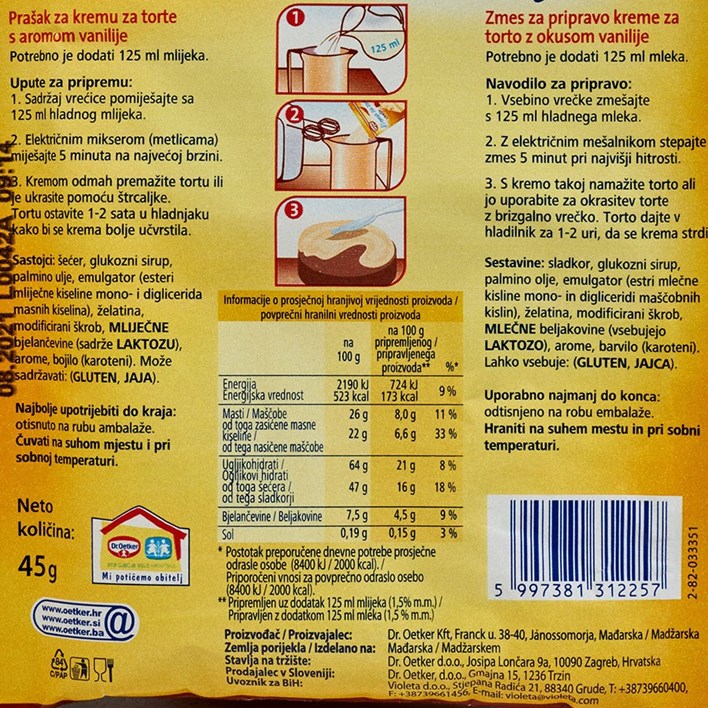 Prašak za kremu za torte
s aromom vanilije
Potrebno je dodati 125 ml mlijeka.
Upute za pripremu:
1. Sadržaj vrećice pomiješajte sa
125 ml hladnog mlijeka.
2. Električnim mikserom (metlicama)
miješajte 5 minuta na najvećoj brzini.
3. Kremom odmah premažite tortu ili
je ukrasite pomoću štrcaljke.
Tortu ostavite 1-2 sata u hladnjaku
kako bi se krema bolje učvrstila.
Sastojci: šećer, glukozni sirup,
palmino ulje, emulgator (esteri
mliječne kiseline mono- i diglicerida
masnih kiselina), želatina,
modificirani škrob, MLIJEČNE
bjelančevine (sadrže LAKTOZU),
arome, bojilo (karoteni). Može
sadržavati: (GLUTEN, JAJA).
Najbolje upotrijebiti do kraja:
otisnuto na rubu ambalaže.
Čuvati na suhom mjestu i pri
sobnoj temperaturi.
Neto
količina:
45g
Dr.Oetker
Mi potičemo obitelj
www.oetker.hr
www.oetker.si
www.oetker.ba
@
84
C/PAP
08.2021 L0042A 09:14
1
125 ml
2
3
Informacije o prosječnoj hranjivoj vrijednosti proizvoda /
povprečni hranilni vrednosti proizvoda
na 100 g
na pripremljenog /
100 g pripravljenega
proizvoda** %*
Energija 2190 kJ 724 kJ
Energijska vrednost 523 kcal 173 kcal 9 %
Masti / Maščobe 26 g 8,0 g 11 %
od toga zasićene masne
kiseline / 22 g 6,6 g 33 %
od tega nasičene maščobe
Ugljikohidrati / 64 g 21 g 8 %
Ogljikovi hidrati
od toga šećera / 47 g 16 g 18 %
od tega sladkorji
Bjelančevine / Beljakovine 7,5 g 4,5 g 9 %
Sol 0,19 g 0,15 g 3 %
* Postotak preporučene dnevne potrebe prosječne
odrasle osobe (8400 kJ / 2000 kcal). /
Priporočeni vnosi za povprečno odraslo osebo
(8400 kJ / 2000 kcal).
** Pripremljen uz dodatak 125 ml mlijeka (1,5% m.m.) /
Pripravljen z dodatkom 125 ml mleka (1,5 % m.m.)
Proizvođač / Proizvajalec: Dr. Oetker Kft, Franck u. 38-40, Jánossomorja, Mađarska / Madžarska
Zemlja porijekla / Izdelano na: Mađarska / Madžarskem
Stavlja na tržište: Dr. Oetker d.o.o., Josipa Lončara 9a, 10090 Zagreb, Hrvatska
Prodajalec v Sloveniji: Dr. Oetker, d.o.o., Gmajna 15, 1236 Trzin
Uvoznik za BiH: Violeta d.o.o., Stjepana Radića 21, 88340 Grude, T: +38739660400,
F: +38739661456, E-mail: violeta@violeta.com
Zmes za pripravo kreme za
torto z okusom vanilije
Potrebno je dodati 125 ml mleka.
Navodilo za pripravo:
1. Vsebino vrečke zmešajte
s 125 ml hladnega mleka.
2. Z električnim mešalnikom stepajte
zmes 5 minut pri najvišji hitrosti.
3. S kremo takoj namažite torto ali
jo uporabite za okrasitev torte
z brizgalno vrečko. Torto dajte v
hladilnik za 1-2 uri, da se krema strdi
Sestavine: sladkor, glukozni sirup,
palmino olje, emulgator (estri mlečne
kisline mono- in digliceridi maščobnih
kislin), želatina, modificirani škrob,
MLEČNE beljakovine (vsebujejo
LAKTOZO), arome, barvilo (karoteni).
Lahko vsebuje: (GLUTEN, JAJCA).
Uporabno najmanj do konca:
odtisnjeno na robu embalaže.
Hraniti na suhem mestu in pri sobni
temperaturi.
5 997381 312257
2-82-033351